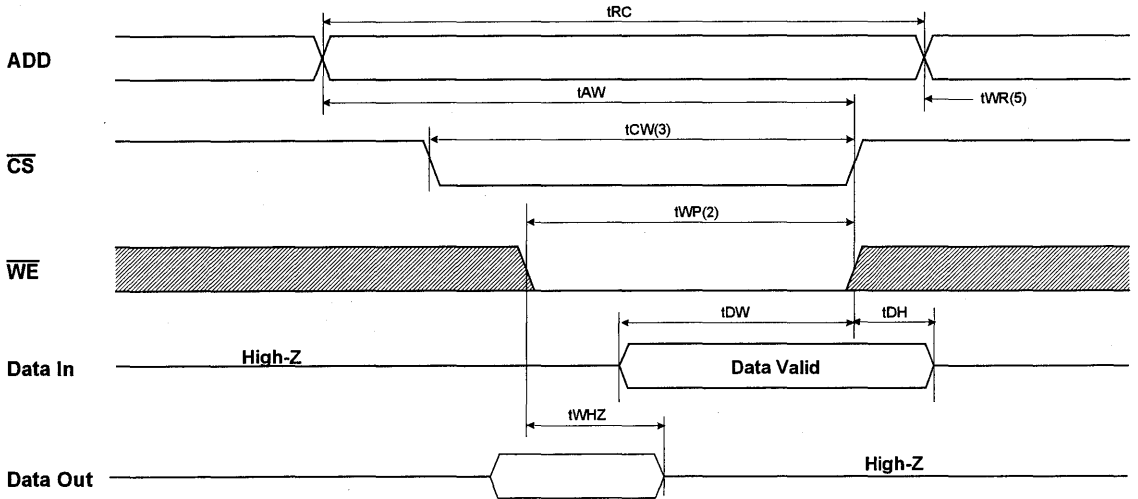 tRC
ADD
tAW
tWR(5)
tCW(3)
CS
tWP(2)
WE
tDW
tDH
High-Z
Data In
Data Valid
tWHZ
High-Z
Data Out